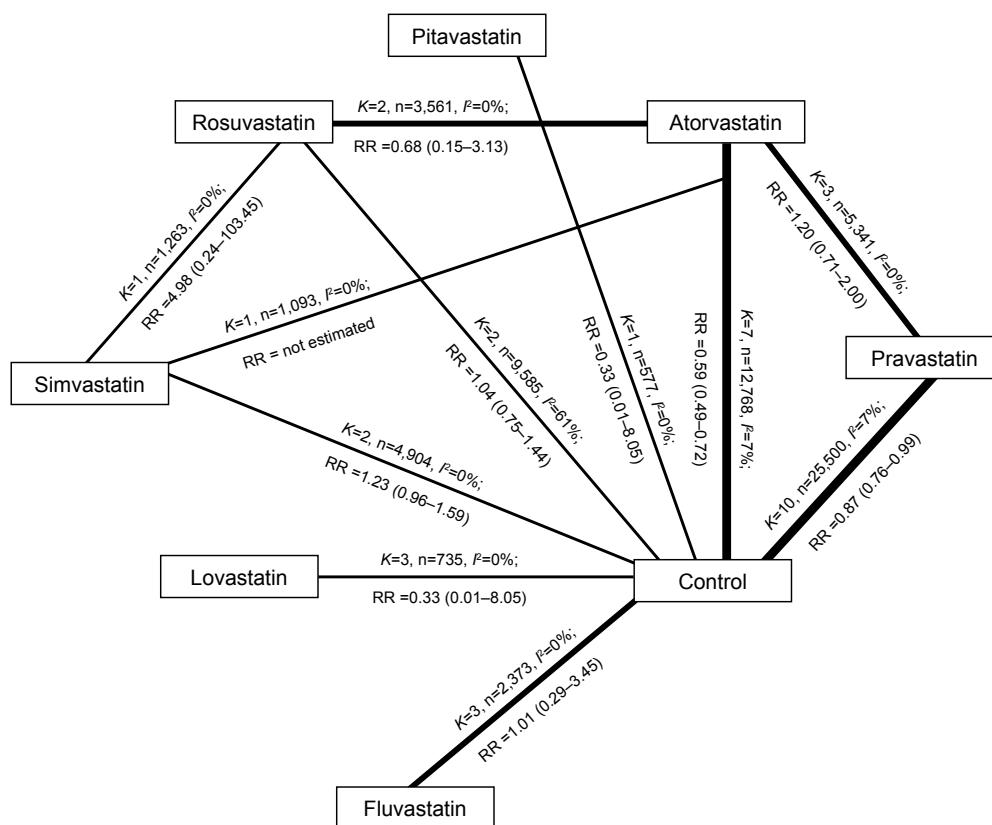 Pitavastatin
Rosuvastatin
K=2, n=3,561, I²=0%;
RR =0.68 (0.15–3.13)
Atorvastatin
K=1, n=1,263, I²=0%;
RR =4.98 (0.24–103.45)
K=3, n=5,341, I²=0%;
RR =1.20 (0.71–2.00)
K=1, n=1,093, I²=0%;
RR = not estimated
K=2, n=9,585, I²=61%;
RR =1.04 (0.75–1.44)
K=1, n=577, I²=0%;
RR =0.33 (0.01–8.05)
K=7, n=12,768, I²=7%;
RR =0.59 (0.49–0.72)
Simvastatin
Pravastatin
K=2, n=4,904, I²=0%;
RR =1.23 (0.96–1.59)
K=10, n=25,500, I²=7%;
RR =0.87 (0.76–0.99)
Lovastatin
K=3, n=735, I²=0%;
RR =0.33 (0.01–8.05)
Control
K=3, n=2,373, I²=0%;
RR =1.01 (0.29–3.45)
Fluvastatin